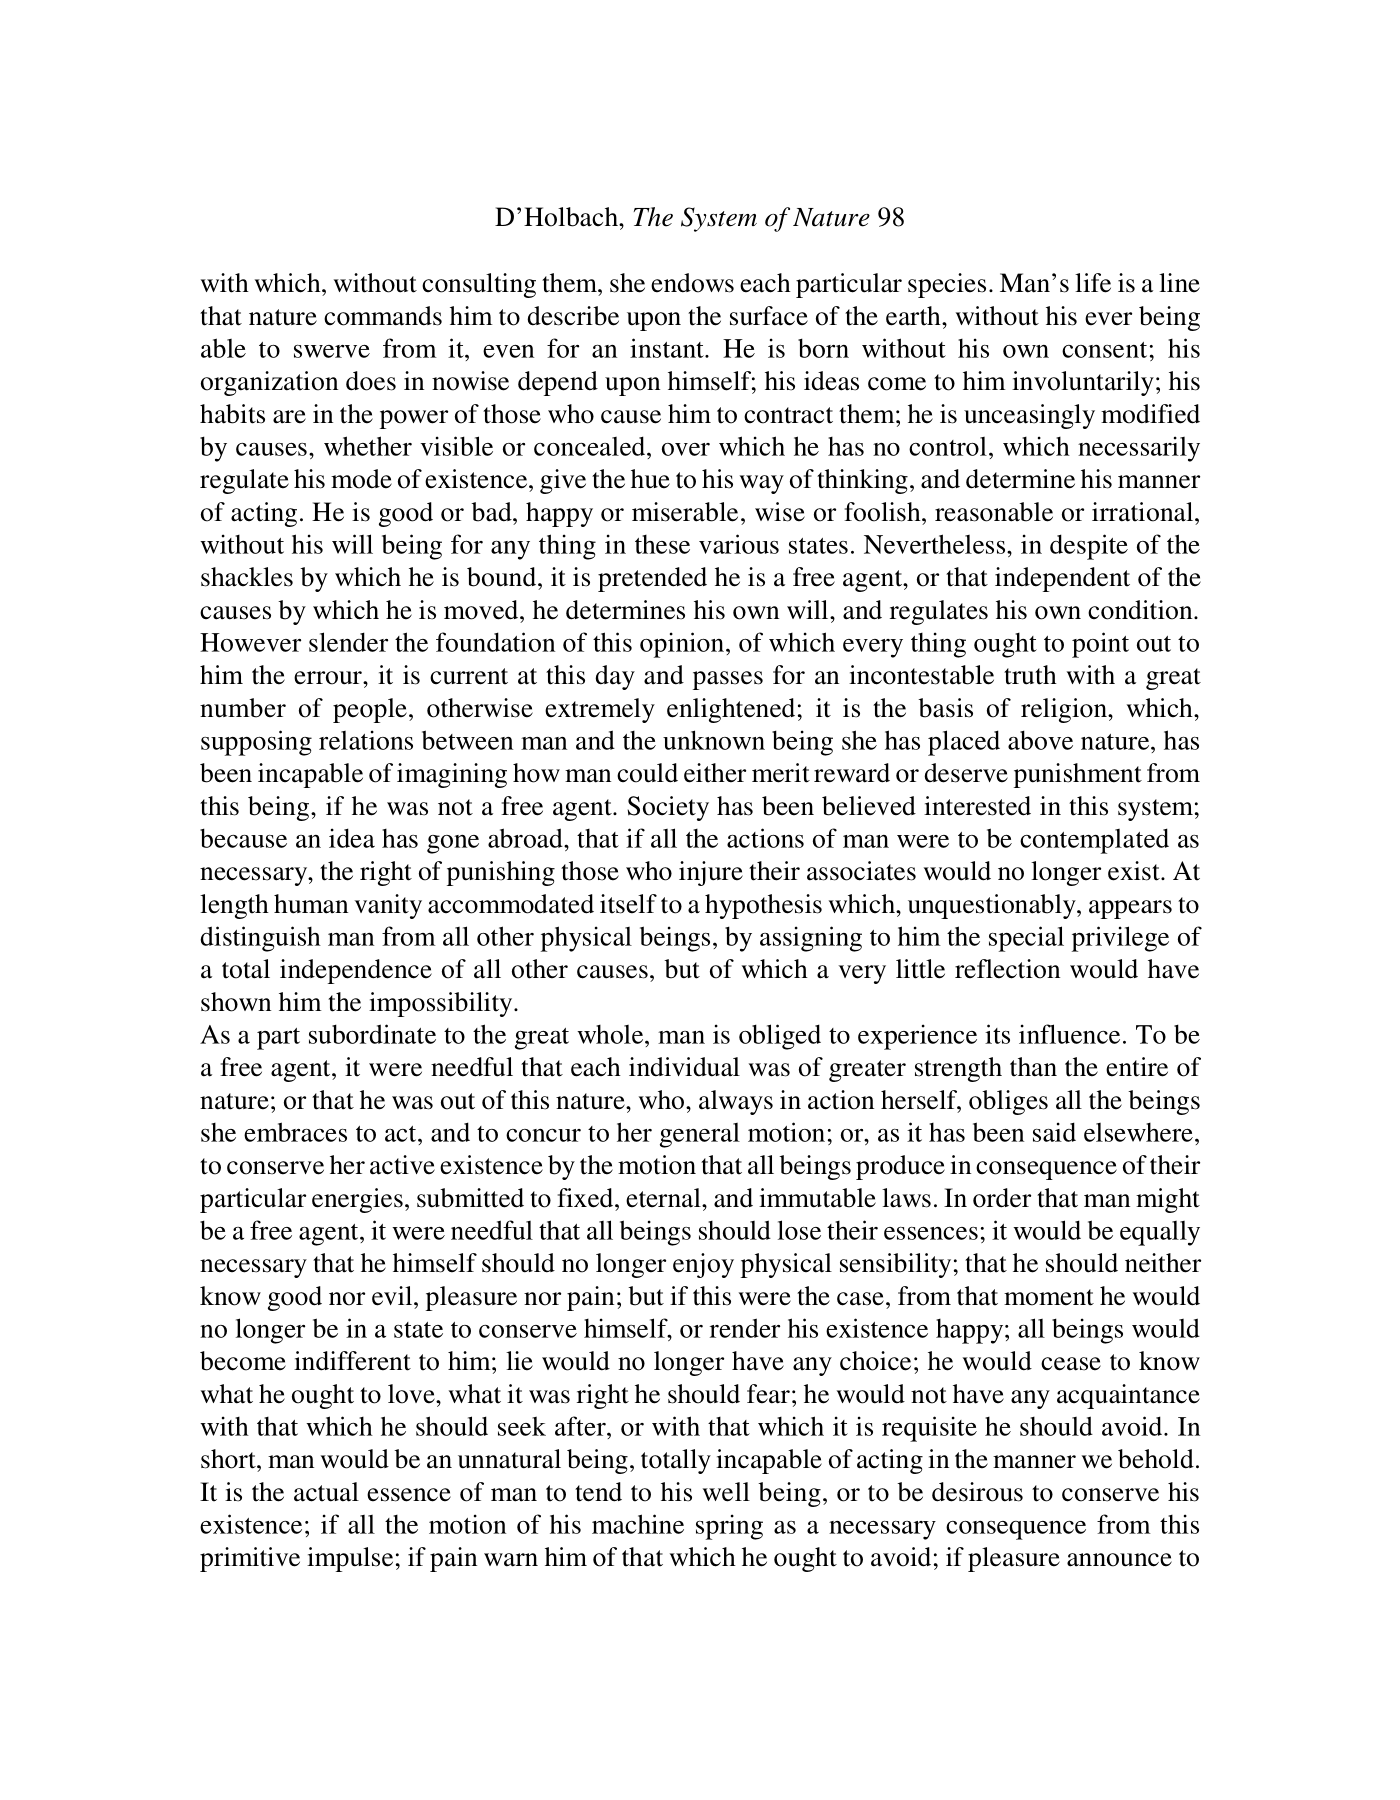 D’Holbach, The System of Nature 98
with which, without consulting them, she endows each particular species. Man’s life is a line
that nature commands him to describe upon the surface of the earth, without his ever being
able to swerve from it, even for an instant. He is born without his own consent; his
organization does in nowise depend upon himself; his ideas come to him involuntarily; his
habits are in the power of those who cause him to contract them; he is unceasingly modified
by causes, whether visible or concealed, over which he has no control, which necessarily
regulate his mode of existence, give the hue to his way of thinking, and determine his manner
of acting. He is good or bad, happy or miserable, wise or foolish, reasonable or irrational,
without his will being for any thing in these various states. Nevertheless, in despite of the
shackles by which he is bound, it is pretended he is a free agent, or that independent of the
causes by which he is moved, he determines his own will, and regulates his own condition.
However slender the foundation of this opinion, of which every thing ought to point out to
him the errour, it is current at this day and passes for an incontestable truth with a great
number of people, otherwise extremely enlightened; it is the basis of religion, which,
supposing relations between man and the unknown being she has placed above nature, has
been incapable of imagining how man could either merit reward or deserve punishment from
this being, if he was not a free agent. Society has been believed interested in this system;
because an idea has gone abroad, that if all the actions of man were to be contemplated as
necessary, the right of punishing those who injure their associates would no longer exist. At
length human vanity accommodated itself to a hypothesis which, unquestionably, appears to
distinguish man from all other physical beings, by assigning to him the special privilege of
a total independence of all other causes, but of which a very little reflection would have
shown him the impossibility.
As a part subordinate to the great whole, man is obliged to experience its influence. To be
a free agent, it were needful that each individual was of greater strength than the entire of
nature; or that he was out of this nature, who, always in action herself, obliges all the beings
she embraces to act, and to concur to her general motion; or, as it has been said elsewhere,
to conserve her active existence by the motion that all beings produce in consequence of their
particular energies, submitted to fixed, eternal, and immutable laws. In order that man might
be a free agent, it were needful that all beings should lose their essences; it would be equally
necessary that he himself should no longer enjoy physical sensibility; that he should neither
know good nor evil, pleasure nor pain; but if this were the case, from that moment he would
no longer be in a state to conserve himself, or render his existence happy; all beings would
become indifferent to him; lie would no longer have any choice; he would cease to know
what he ought to love, what it was right he should fear; he would not have any acquaintance
with that which he should seek after, or with that which it is requisite he should avoid. In
short, man would be an unnatural being, totally incapable of acting in the manner we behold.
It is the actual essence of man to tend to his well being, or to be desirous to conserve his
existence; if all the motion of his machine spring as a necessary consequence from this
primitive impulse; if pain warn him of that which he ought to avoid; if pleasure announce to